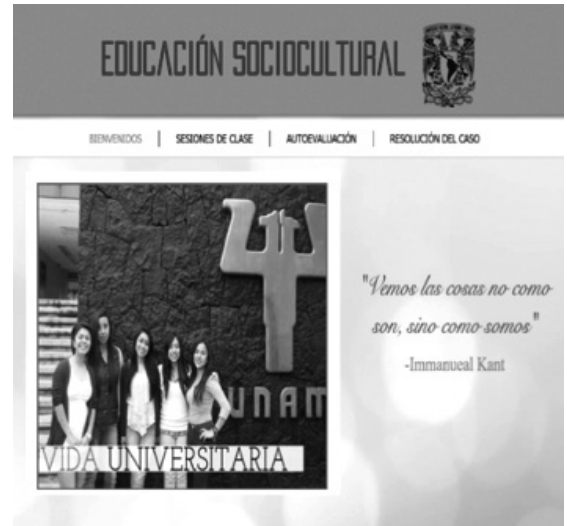 EDUCACIÓN SOCIOCULTURAL
BIENVENIDOS | SESIONES DE CLASE | AUTOEVALUACIÓN | RESOLUCIÓN DEL CASO
"Vemos las cosas no como
son, sino como somos"
-Immanueal Kant
UNAM
VIDA UNIVERSITARIA